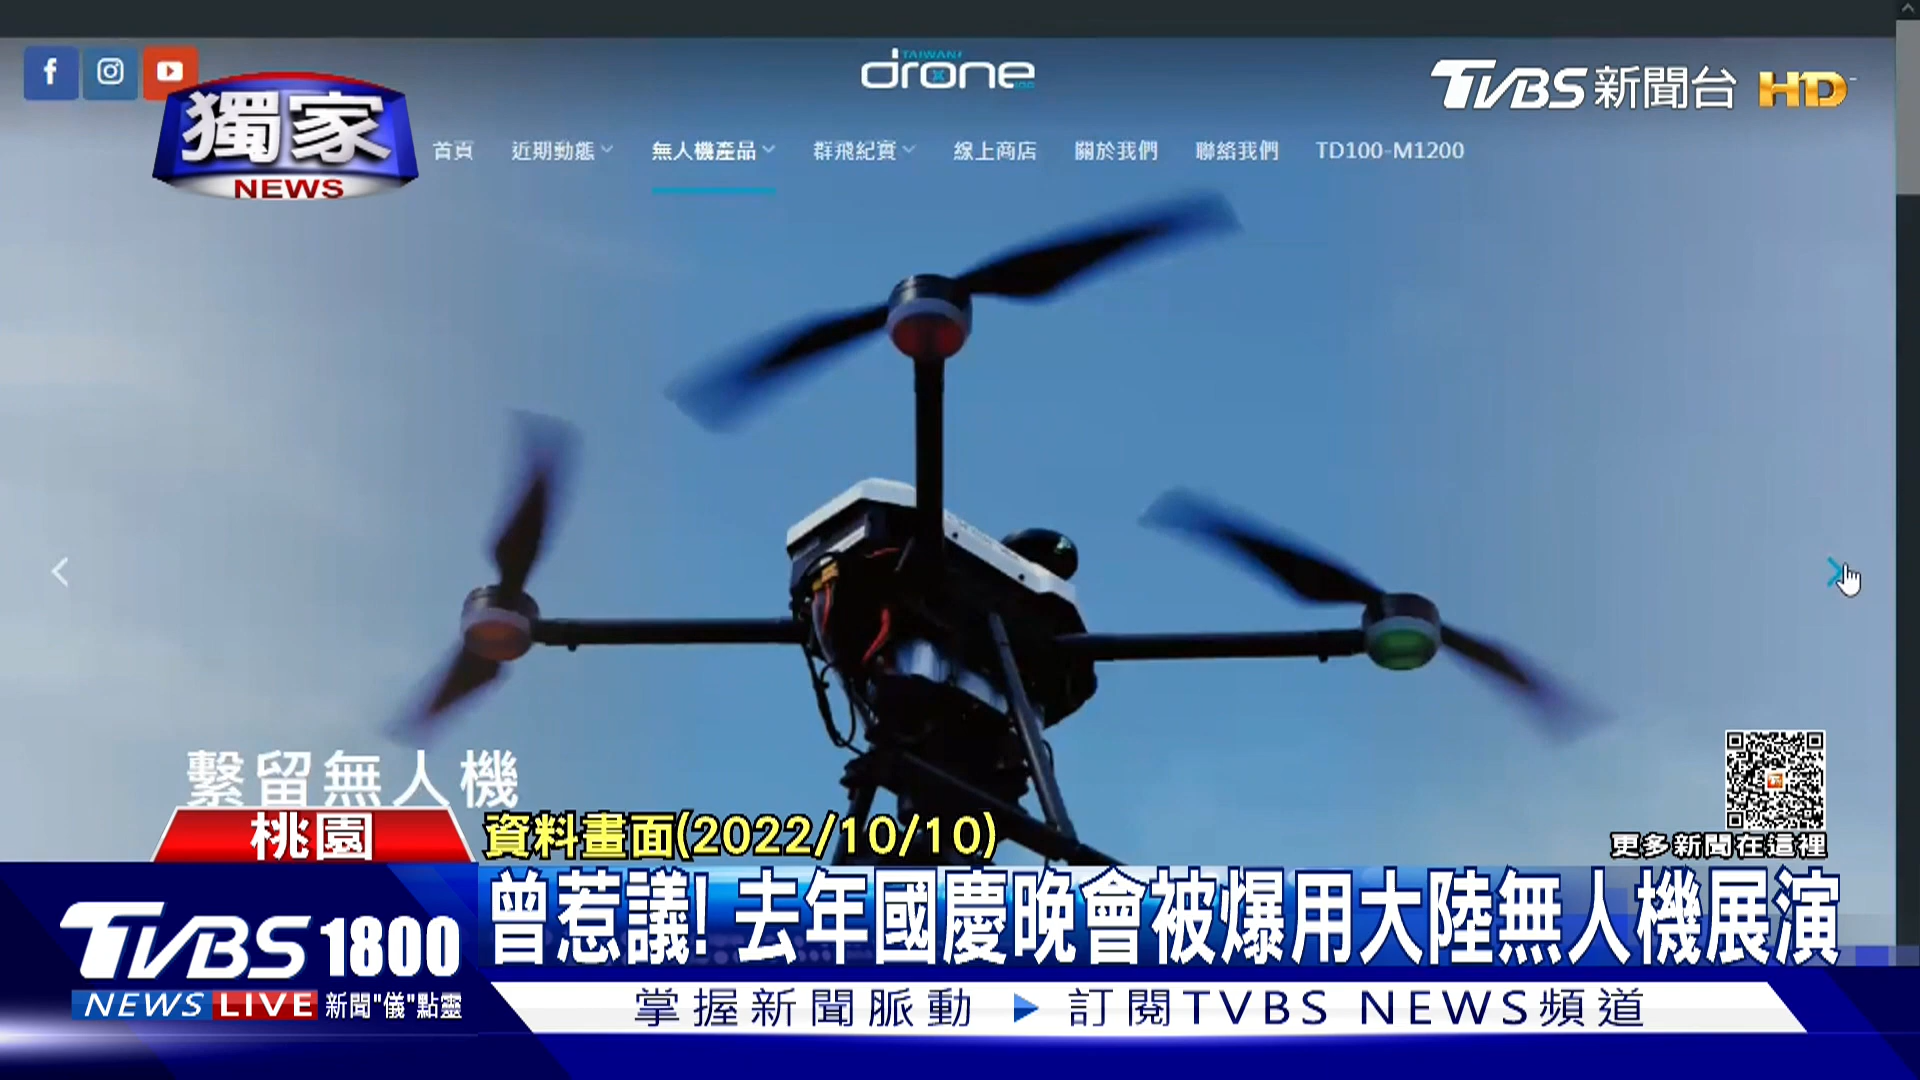 TAIWAN
drone
TVBS新聞台 HD
獨家
NEWS
首頁 近期動態 無人機產品 群飛紀實 線上商店 關於我們 聯絡我們 TD100-M1200
繫留無人機
桃園
資料畫面(2022/10/10)
更多新聞在這裡
曾惹議! 去年國慶晚會被爆用大陸無人機展演
TVBS 1800
NEWS LIVE 新聞"儀"點靈
掌握新聞脈動 ▶ 訂閱TVBS NEWS頻道